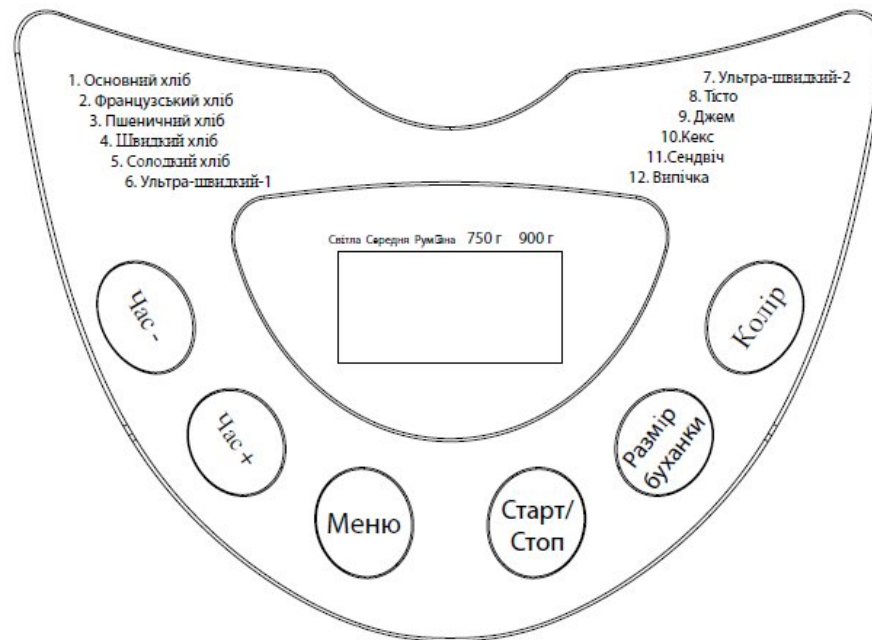 1. Основний хліб
2. Французський хліб
3. Пшеничний хліб
4. Швидкий хліб
5. Солодкий хліб
6. Ультра-швидкий-1
7. Ультра-швидкий-2
8. Тісто
9. Джем
10.Кекс
11.Сендвіч
12. Випічка
Світла Середня 750 г 900 г
Час -
Час +
Меню
Старт/
Стоп
Размір
буханки
Колір